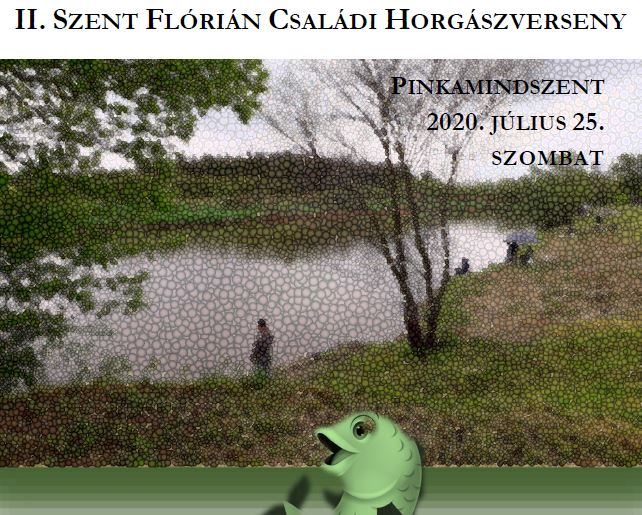 II. SZENT FLÓRIÁN CSALÁDI HORGÁSZVERSENY
PINKAMINDSZENT
2020. JÚLIUS 25.
SZOMBAT